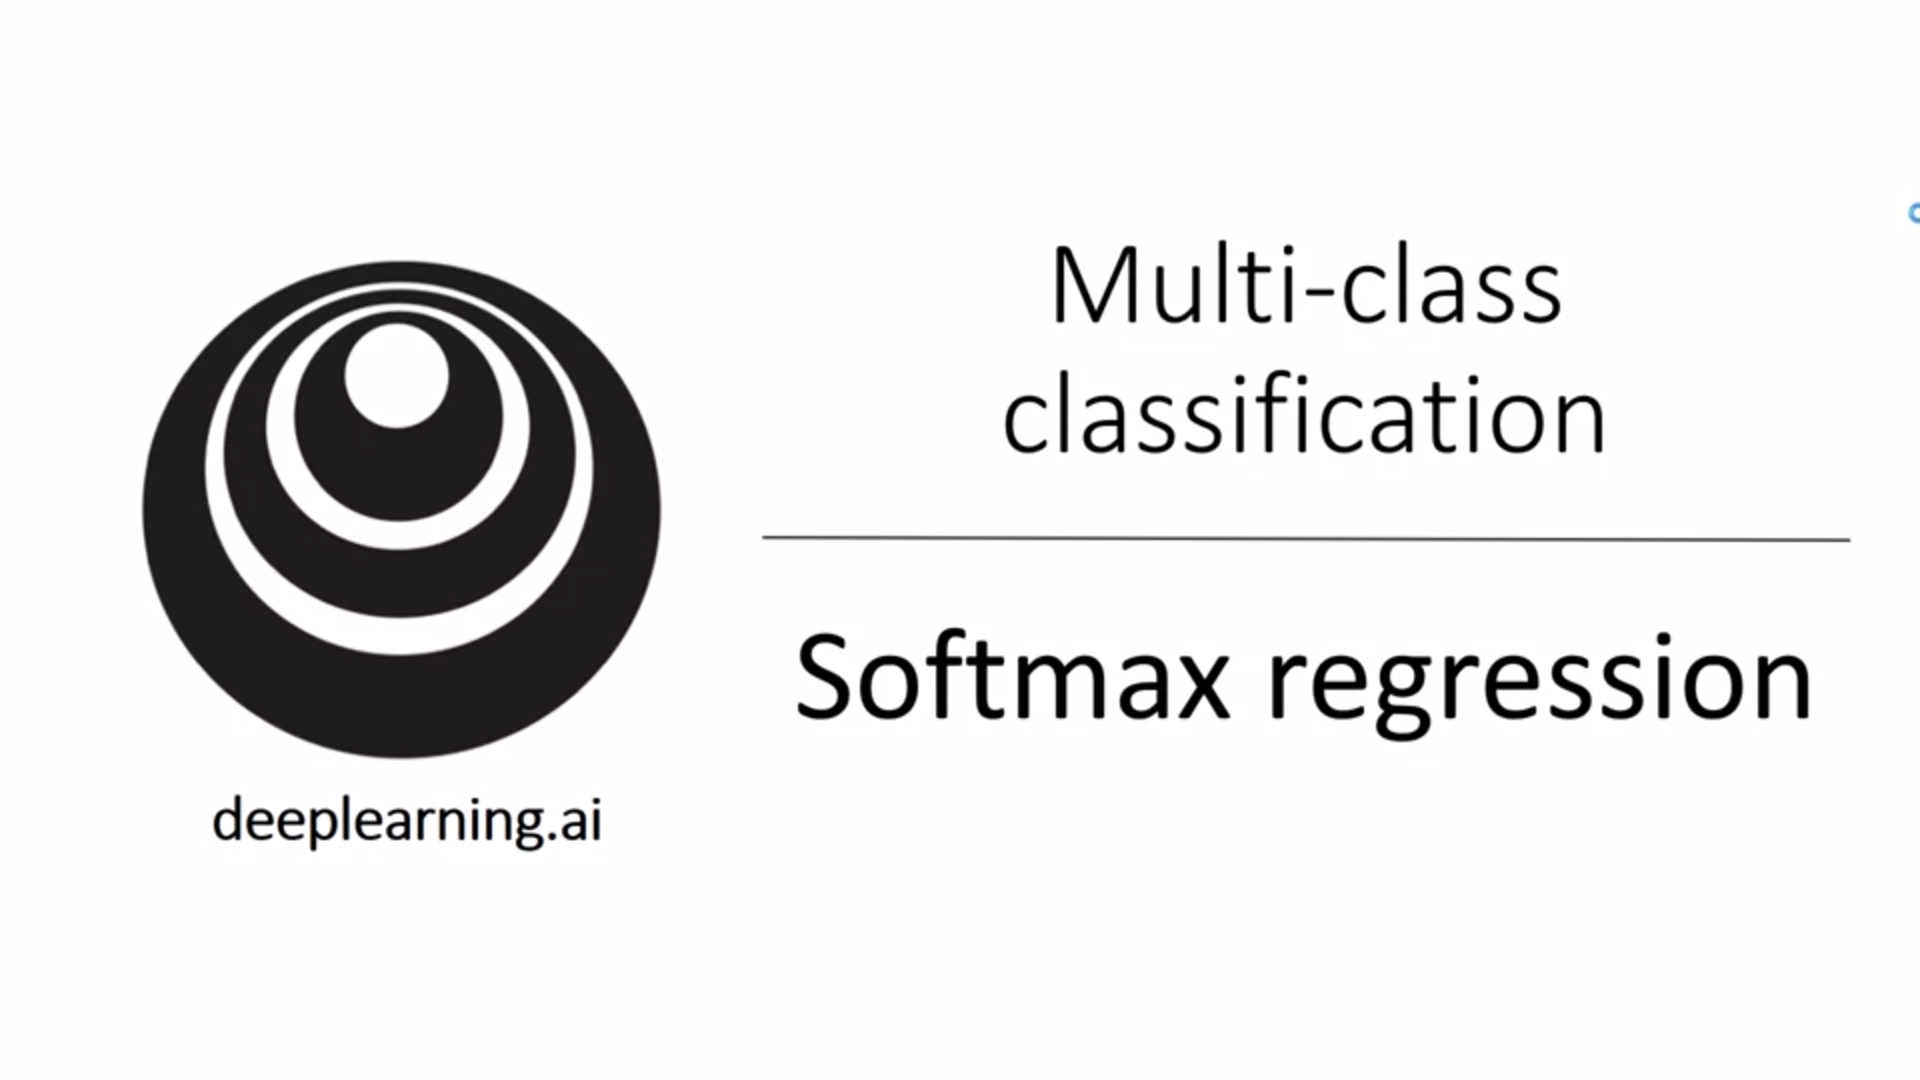 Multi-class
classification
Softmax regression
deeplearning.ai